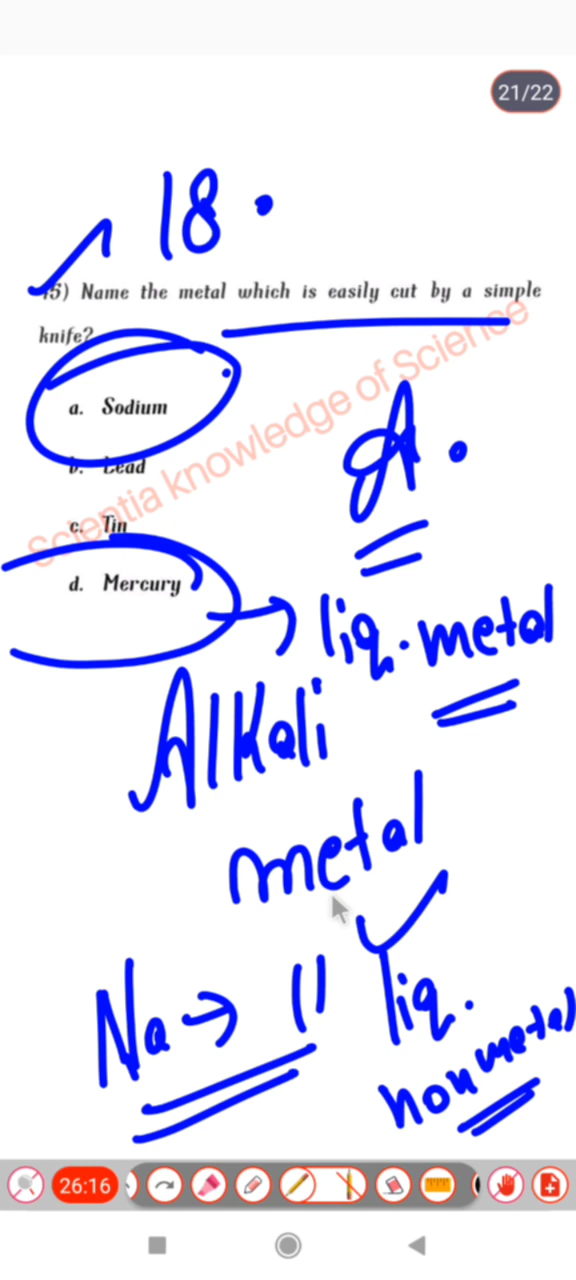 21/22
18.
5) Name the metal which is easily cut by a simple
knife?
a. Sodium
b. Lead
c. Tin
d. Mercury
Scientia knowledge of Science
A.
liq. metal
Alkali
metal
Na → 11
liq.
nonmetal
26:16